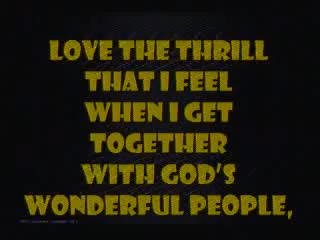 LOVE THE THRILL
THAT I FEEL
WHEN I GET
TOGETHER
WITH GOD'S
WONDERFUL PEOPLE,